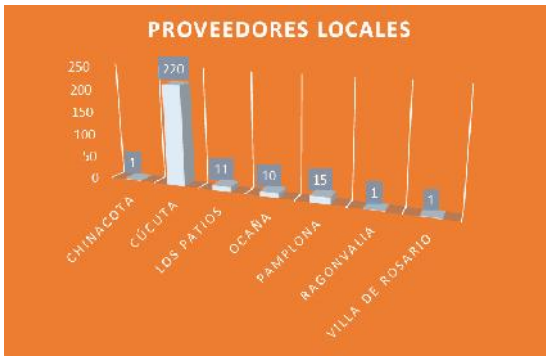 PROVEEDORES LOCALES
250
200
150
100
50
0
1
220
11
10
15
1
1
CHINACOTA
CÚCUTA
LOS PATIOS
OCAÑA
PAMPLONA
RAGONVALIA
VILLA DE ROSARIO